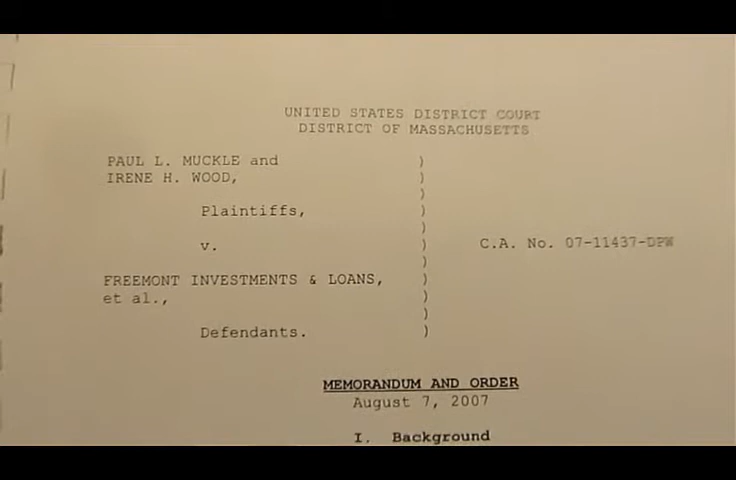 UNITED STATES DISTRICT COURT
DISTRICT OF MASSACHUSETTS
PAUL L. MUCKLE and )
IRENE H. WOOD, )
)
Plaintiffs, )
)
v. ) C.A. No. 07-11437-DPW
)
FREEMONT INVESTMENTS & LOANS, )
et al., )
)
Defendants. )
MEMORANDUM AND ORDER
August 7, 2007
I. Background